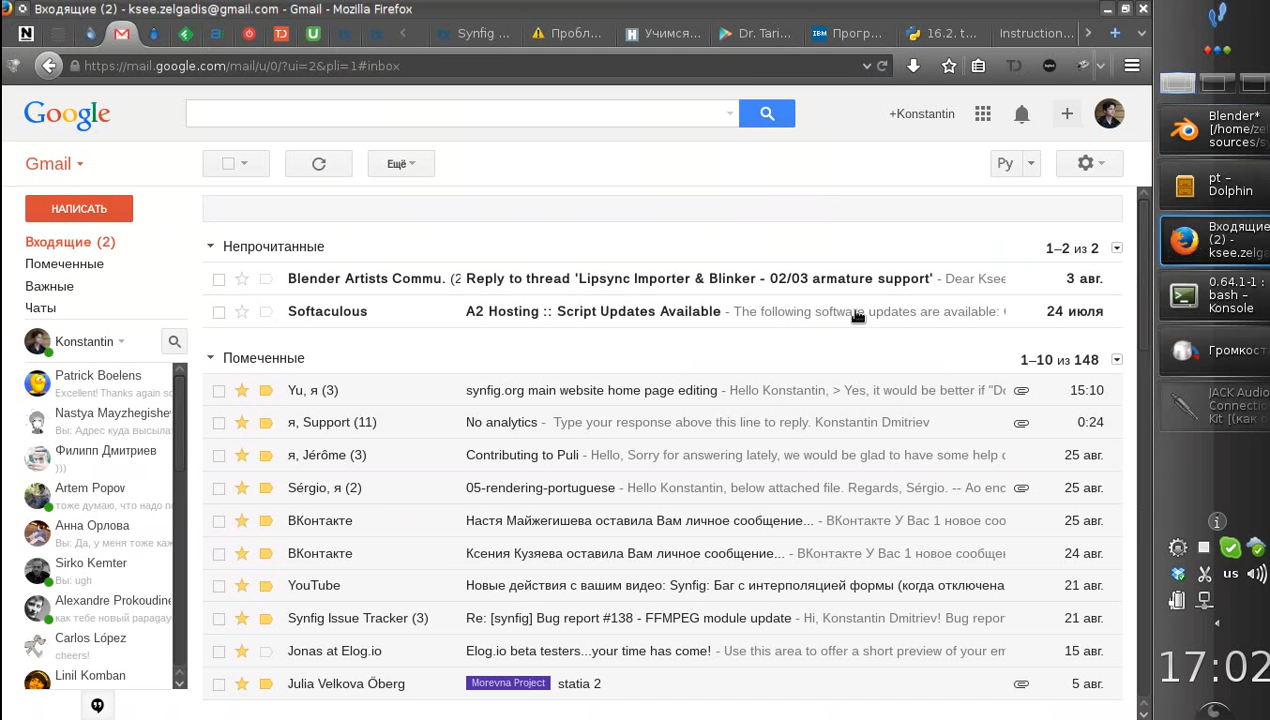 Входящие (2) - ksee.zelgadis@gmail.com - Gmail - Mozilla Firefox
Synfig ...
Пробл...
Учимся...
Dr. Tari...
Прогр...
16.2. t...
Instruction...
https://mail.google.com/mail/u/0/?ui=2&pli=1#inbox
Google
+Konstantin
Gmail
Ещё
Ру
НАПИСАТЬ
Входящие (2)
Помеченные
Важные
Чаты
Konstantin
Patrick Boelens
Excellent! Thanks again so
Nastya Mayzhegishe
Вы: Адрес куда высыла
Филипп Дмитриев
)))
Artem Popov
тоже думаю, что надо п
Анна Орлова
Вы: Да, у меня тоже каж
Sirko Kemter
Вы: ugh
Alexandre Prokoudine
как тебе новый рарадау
Carlos López
cheers!
Linil Komban
Непрочитанные
1–2 из 2
Blender Artists Commu. (2 Reply to thread 'Lipsync Importer & Blinker - 02/03 armature support' - Dear Ksee 3 авг.
Softaculous A2 Hosting :: Script Updates Available - The following software updates are available: 24 июля
Помеченные
1–10 из 148
Yu, я (3) synfig.org main website home page editing - Hello Konstantin, > Yes, it would be better if "Do 15:10
я, Support (11) No analytics - Type your response above this line to reply. Konstantin Dmitriev 0:24
я, Jérôme (3) Contributing to Puli - Hello, Sorry for answering lately, we would be glad to have some help c 25 авг.
Sérgio, я (2) 05-rendering-portuguese - Hello Konstantin, below attached file. Regards, Sérgio. -- Ao enc 25 авг.
ВКонтакте Настя Майжегишева оставила Вам личное сообщение... - ВКонтакте У Вас 1 новое соо 25 авг.
ВКонтакте Ксения Кузяева оставила Вам личное сообщение... - ВКонтакте У Вас 1 новое сообщен 24 авг.
YouTube Новые действия с вашим видео: Synfig: Баг с интерполяцией формы (когда отключена 21 авг.
Synfig Issue Tracker (3) Re: [synfig] Bug report #138 - FFMPEG module update - Hi, Konstantin Dmitriev! Bug repor 21 авг.
Jonas at Elog.io Elog.io beta testers...your time has come! - Use this area to offer a short preview of your em 15 авг.
Julia Velkova Öberg Morevna Project statia 2 5 авг.
Blender*
[/home/ze
sources/sy
pt –
Dolphin
Входящие
(2) -
ksee.zelga
0.64.1-1 :
bash –
Konsole
Громкост
JACK Audio
Connection
Kit [(как с
us
17:02